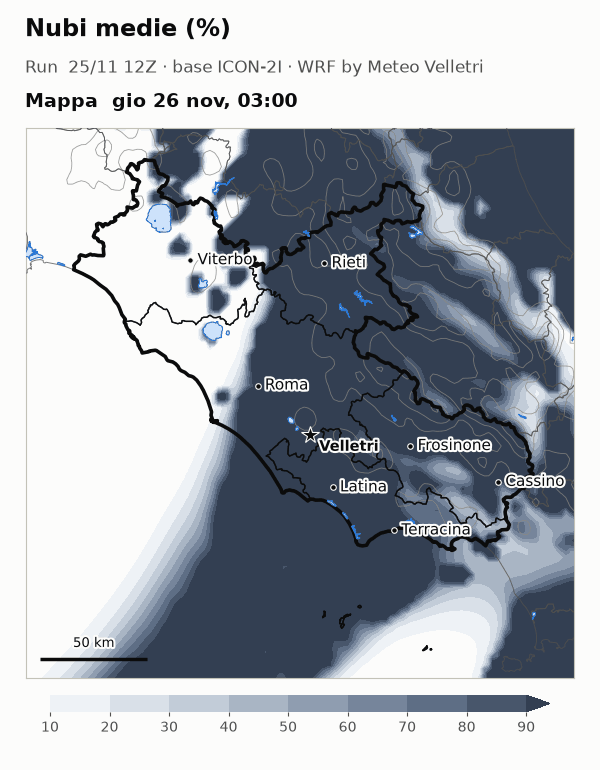 Nubi medie (%)
Run 25/11 12Z · base ICON-2I · WRF by Meteo Velletri
Mappa gio 26 nov, 03:00
Viterbo
Rieti
Roma
Velletri
Frosinone
Latina
Cassino
Terracina
50 km
10 20 30 40 50 60 70 80 90